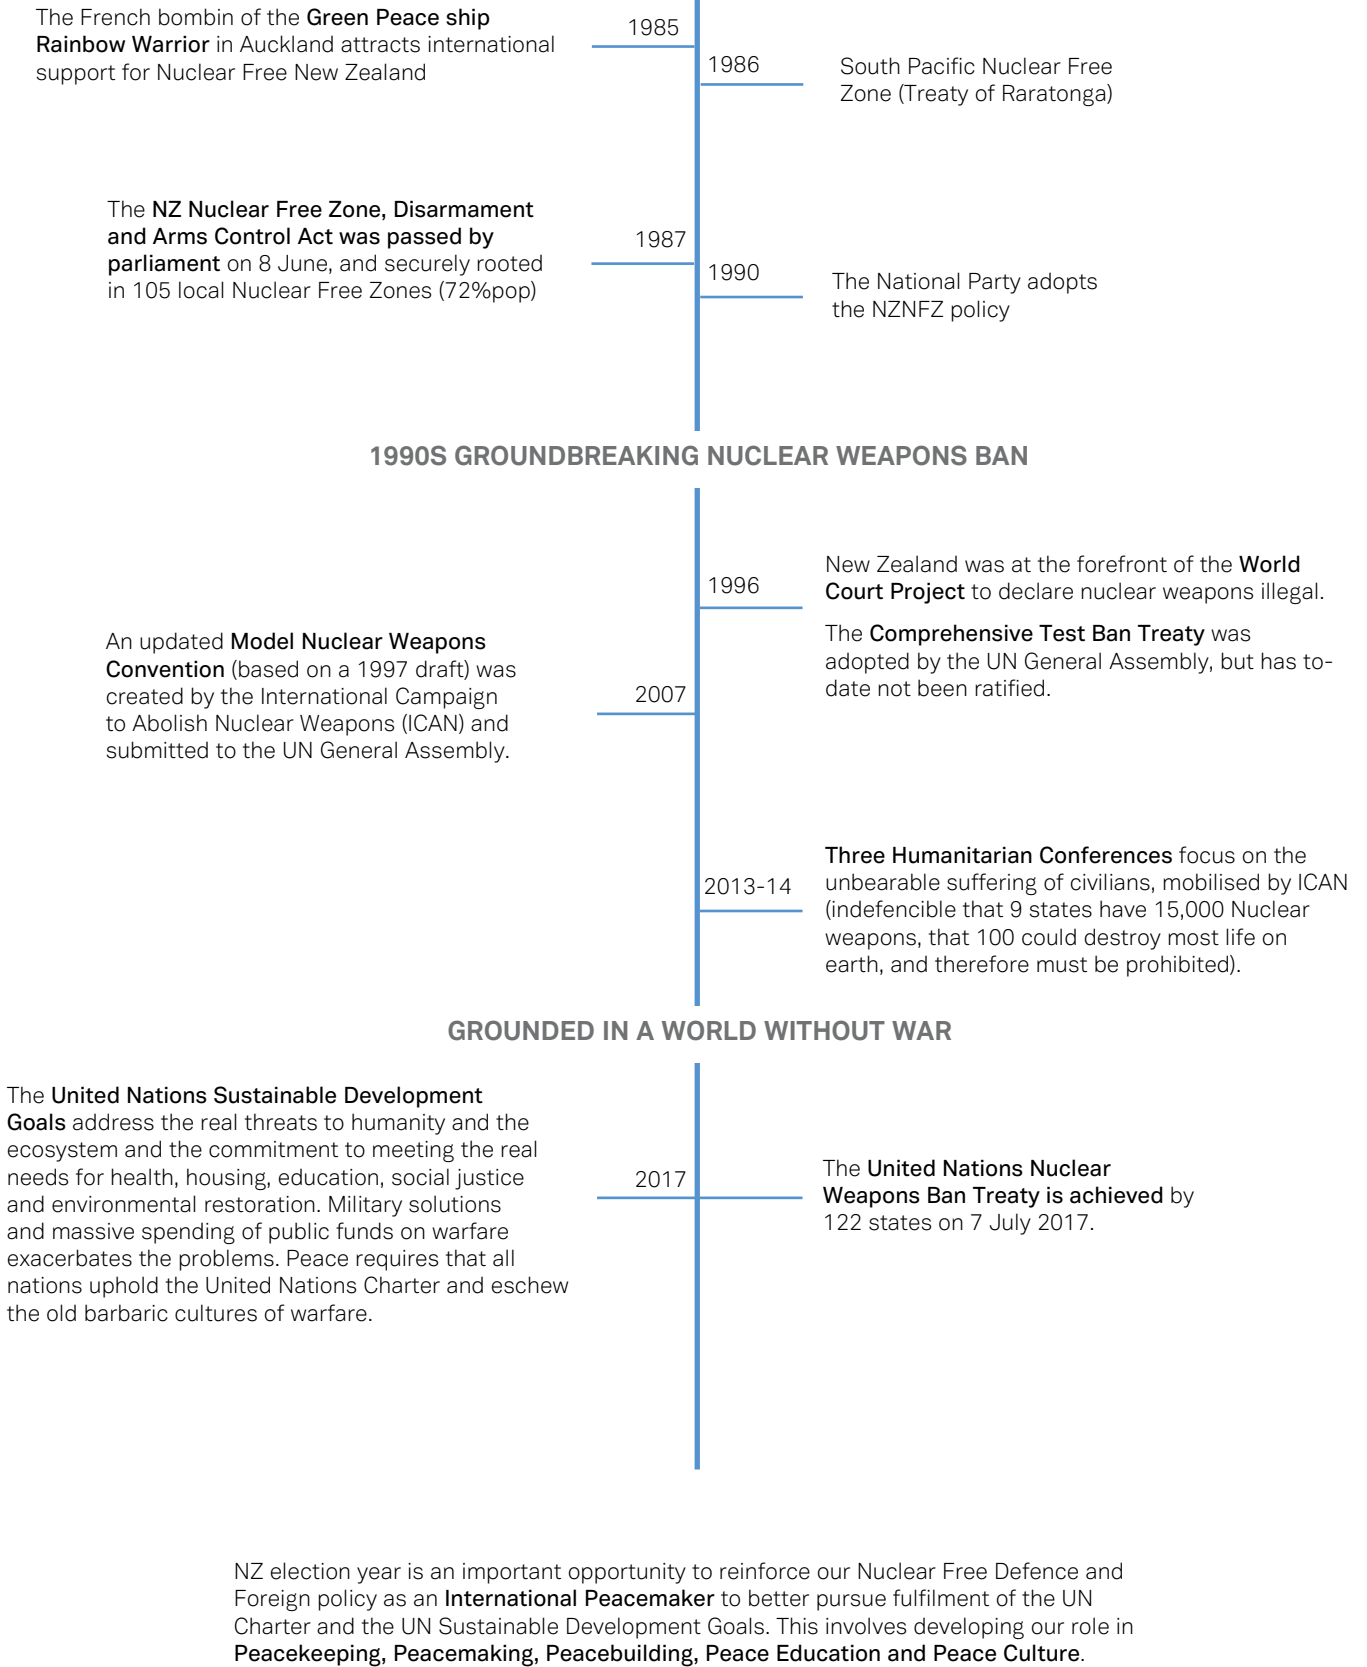 The French bombin of the Green Peace ship
Rainbow Warrior in Auckland attracts international
support for Nuclear Free New Zealand
1985
1986
South Pacific Nuclear Free
Zone (Treaty of Raratonga)
The NZ Nuclear Free Zone, Disarmament
and Arms Control Act was passed by
parliament on 8 June, and securely rooted
in 105 local Nuclear Free Zones (72%pop)
1987
1990
The National Party adopts
the NZNFZ policy
1990S GROUNDBREAKING NUCLEAR WEAPONS BAN
1996
New Zealand was at the forefront of the World
Court Project to declare nuclear weapons illegal.
The Comprehensive Test Ban Treaty was
adopted by the UN General Assembly, but has to-
date not been ratified.
An updated Model Nuclear Weapons
Convention (based on a 1997 draft) was
created by the International Campaign
to Abolish Nuclear Weapons (ICAN) and
submitted to the UN General Assembly.
2007
2013-14
Three Humanitarian Conferences focus on the
unbearable suffering of civilians, mobilised by ICAN
(indefencible that 9 states have 15,000 Nuclear
weapons, that 100 could destroy most life on
earth, and therefore must be prohibited).
GROUNDED IN A WORLD WITHOUT WAR
The United Nations Sustainable Development
Goals address the real threats to humanity and the
ecosystem and the commitment to meeting the real
needs for health, housing, education, social justice
and environmental restoration. Military solutions
and massive spending of public funds on warfare
exacerbates the problems. Peace requires that all
nations uphold the United Nations Charter and eschew
the old barbaric cultures of warfare.
2017
The United Nations Nuclear
Weapons Ban Treaty is achieved by
122 states on 7 July 2017.
NZ election year is an important opportunity to reinforce our Nuclear Free Defence and
Foreign policy as an International Peacemaker to better pursue fulfilment of the UN
Charter and the UN Sustainable Development Goals. This involves developing our role in
Peacekeeping, Peacemaking, Peacebuilding, Peace Education and Peace Culture.